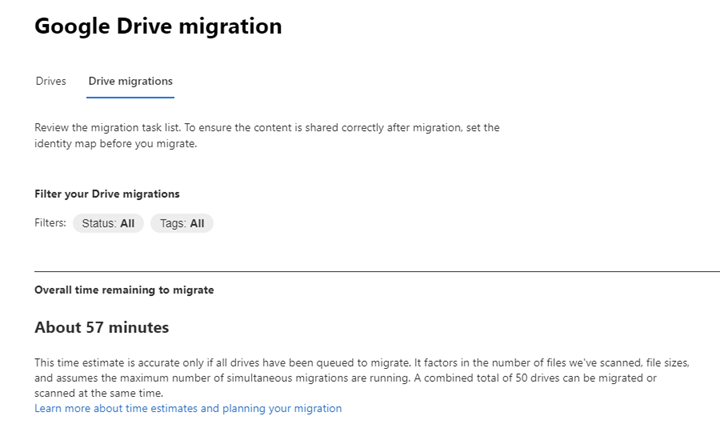 Google Drive migration
Drives
Drive migrations
Review the migration task list. To ensure the content is shared correctly after migration, set the
identity map before you migrate.
Filter your Drive migrations
Filters: Status: All Tags: All
Overall time remaining to migrate
About 57 minutes
This time estimate is accurate only if all drives have been queued to migrate. It factors in the number of files we've scanned, file sizes,
and assumes the maximum number of simultaneous migrations are running. A combined total of 50 drives can be migrated or
scanned at the same time.
Learn more about time estimates and planning your migration